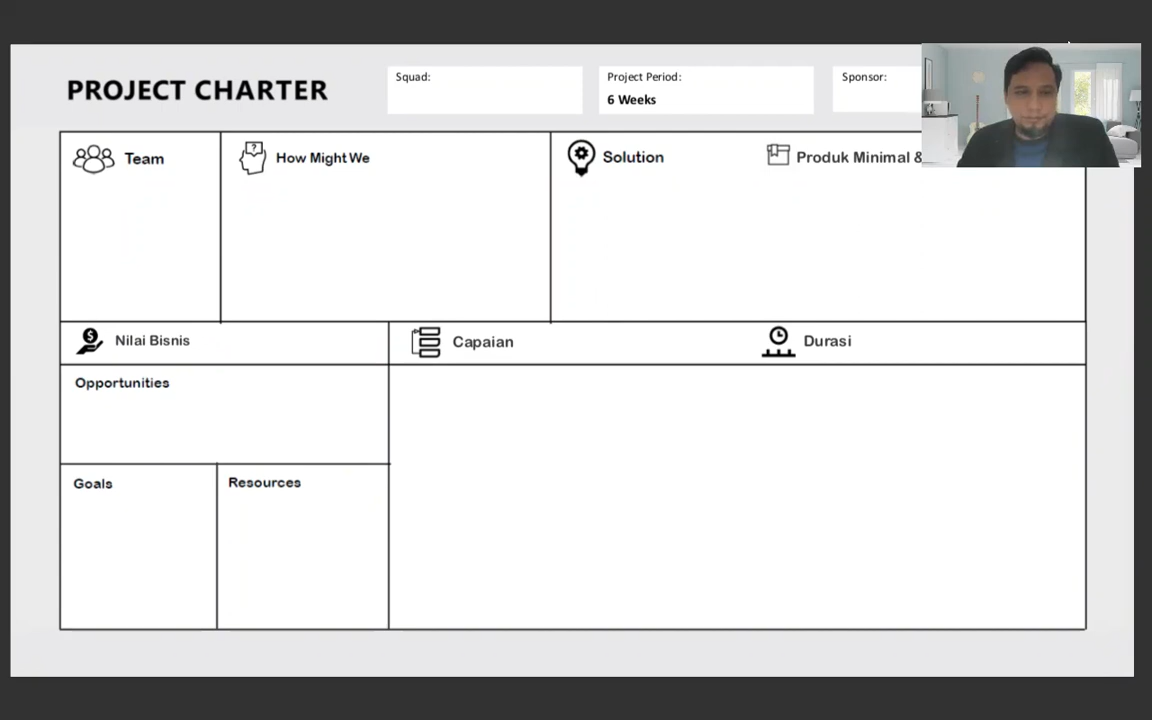 PROJECT CHARTER
Squad:
Project Period:
6 Weeks
Sponsor:
Team
How Might We
Solution
Produk Minimal &
Nilai Bisnis
Capaian
Durasi
Opportunities
Goals
Resources